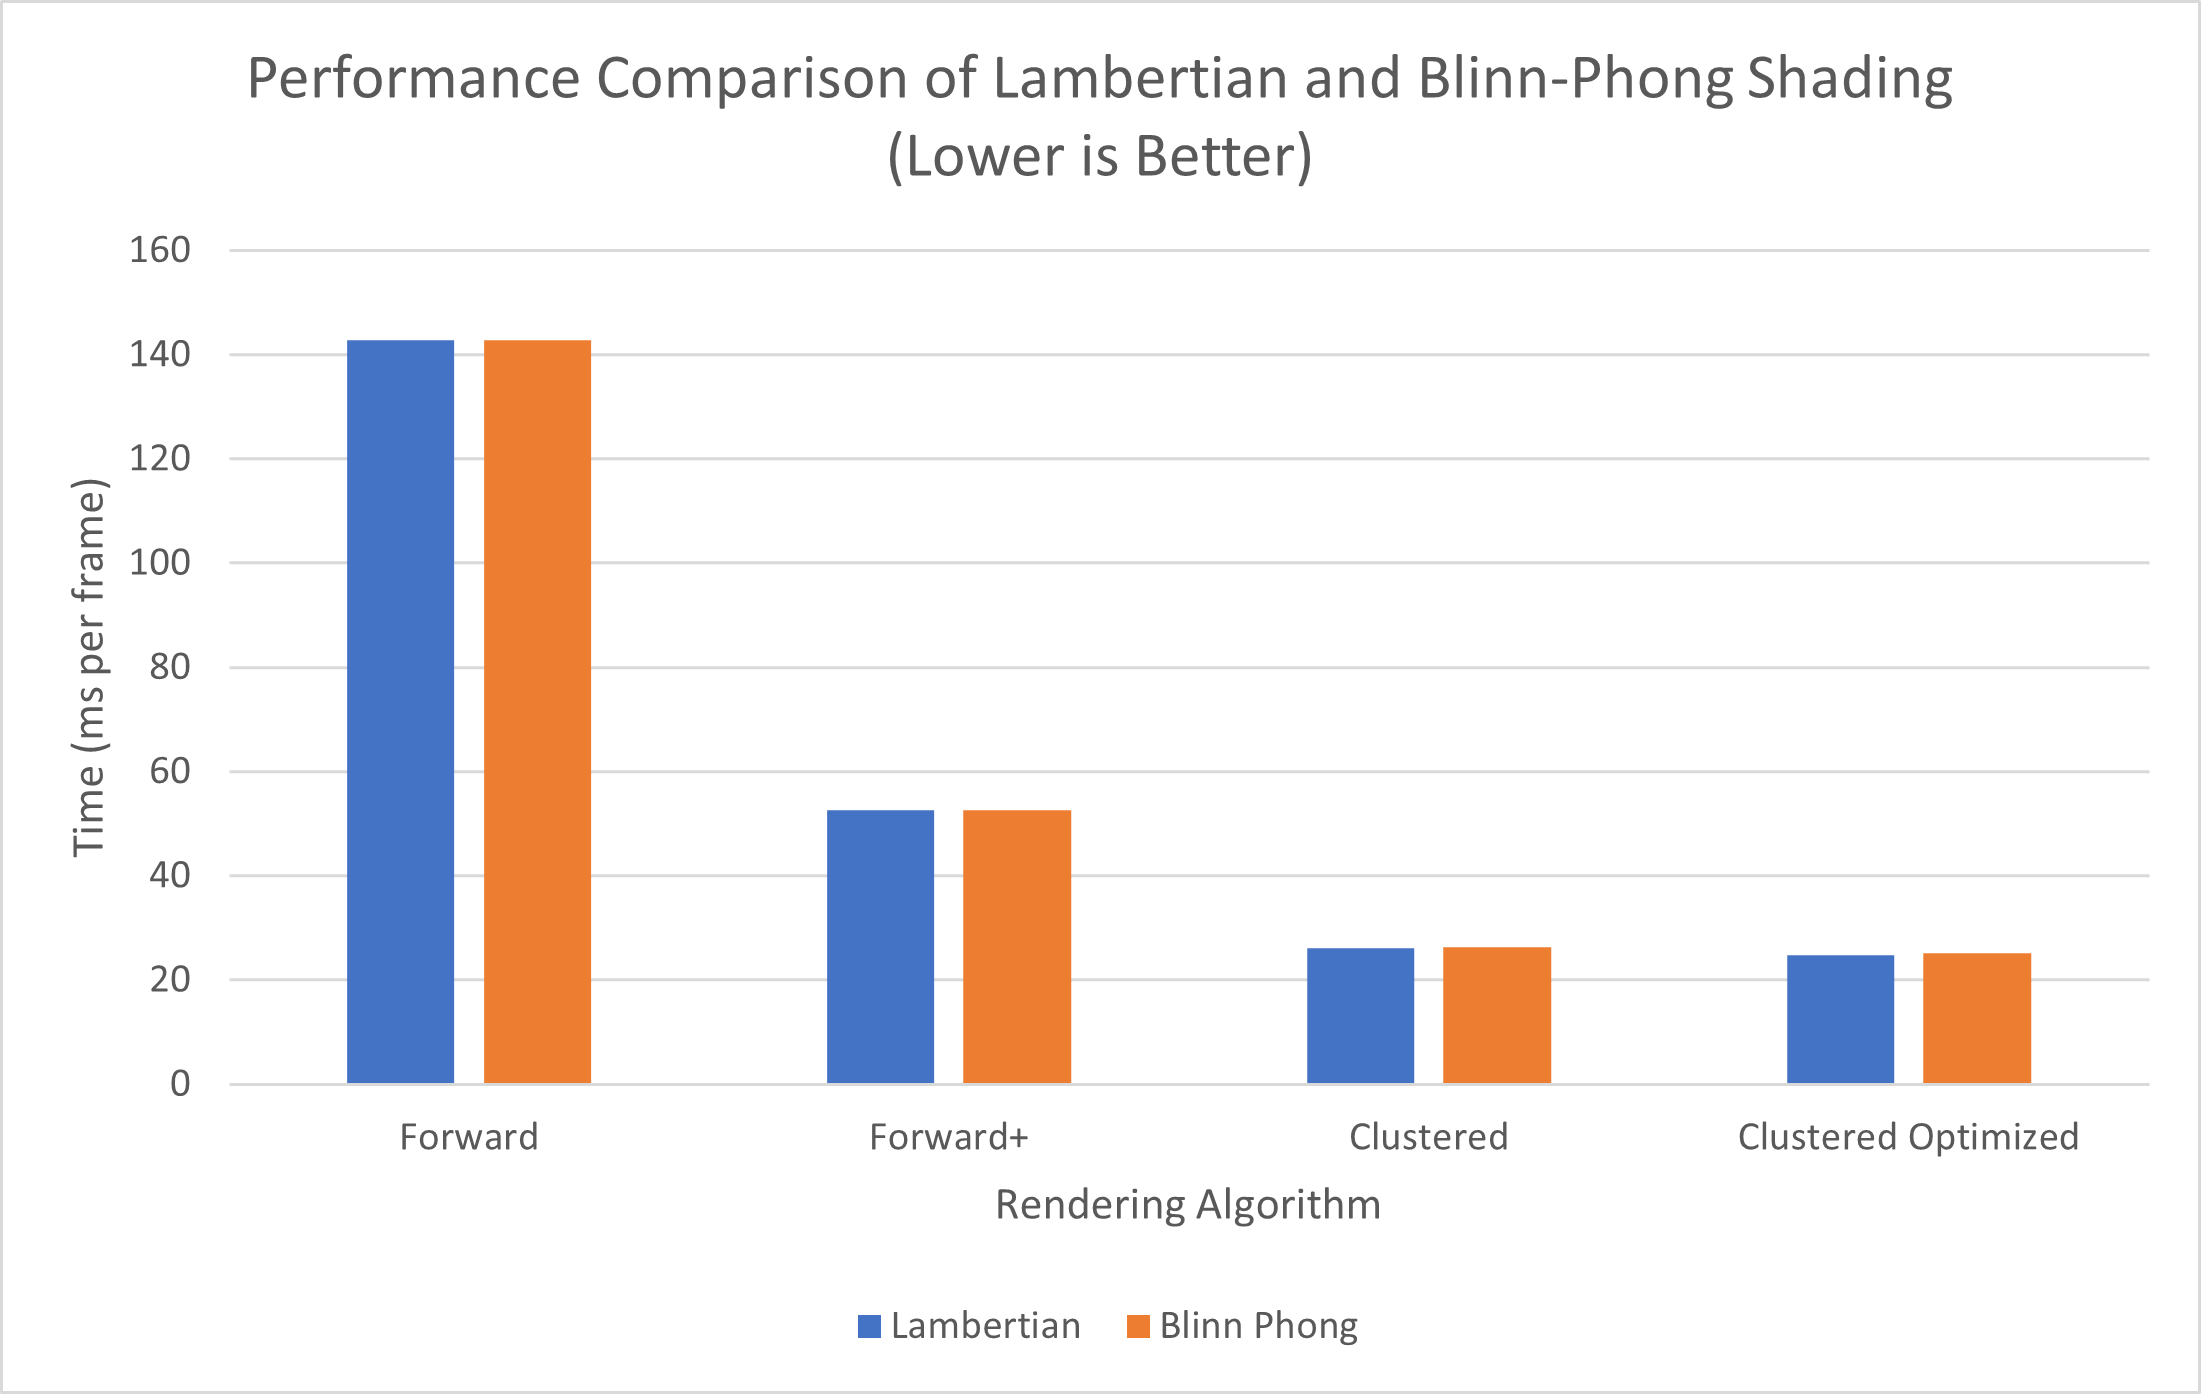 Performance Comparison of Lambertian and Blinn-Phong Shading
(Lower is Better)
160
140
120
100
80
60
40
20
0
Time (ms per frame)
Forward
Forward+
Clustered
Clustered Optimized
Rendering Algorithm
Lambertian
Blinn Phong